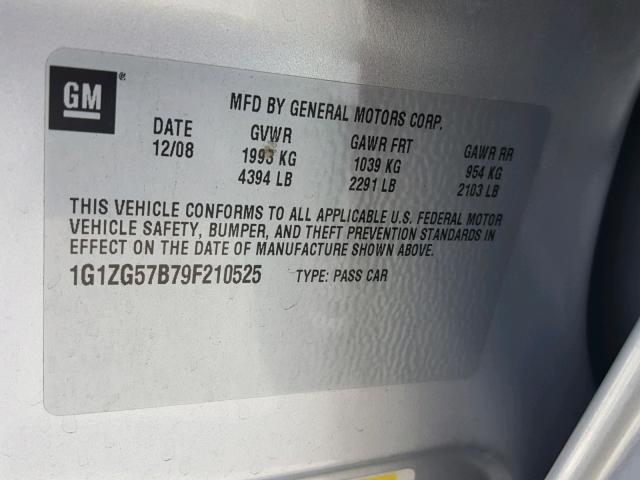 GM ®
MFD BY GENERAL MOTORS CORP.
DATE GVWR GAWR FRT GAWR RR
12/08 1993 KG 1039 KG 954 KG
4394 LB 2291 LB 2103 LB
THIS VEHICLE CONFORMS TO ALL APPLICABLE U.S. FEDERAL MOTOR
VEHICLE SAFETY, BUMPER, AND THEFT PREVENTION STANDARDS IN
EFFECT ON THE DATE OF MANUFACTURE SHOWN ABOVE.
1G1ZG57B79F210525 TYPE: PASS CAR